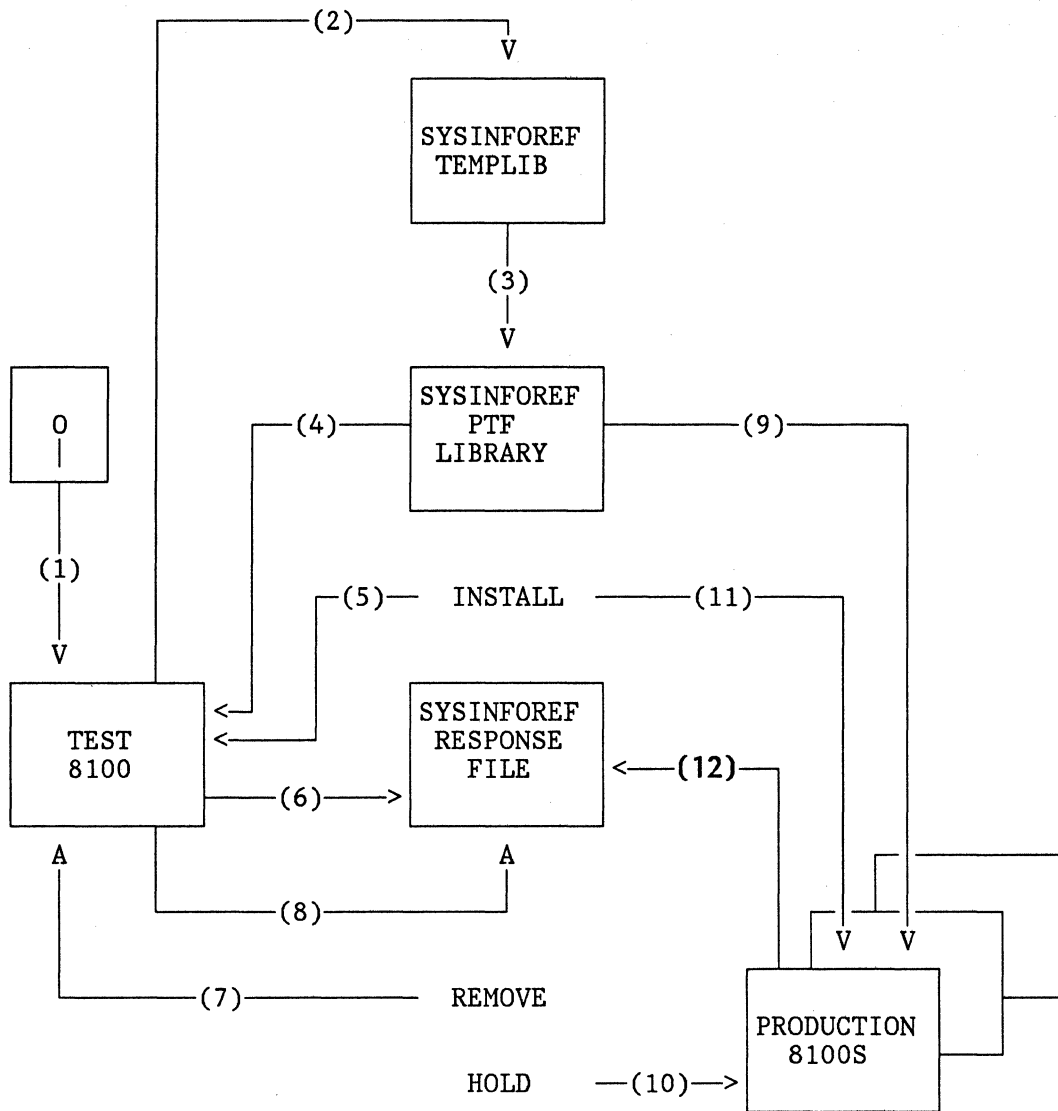 (2)
V
SYSINFOREF
TEMPLIB
(3)
V
O
SYSINFOREF
PTF
LIBRARY
(4)
(9)
(1)
V
(5) INSTALL (11)
TEST
8100
<
<
SYSINFOREF
RESPONSE
FILE
< (12)
(6) >
A
A
(8)
V V
(7) REMOVE
PRODUCTION
8100S
HOLD (10) >